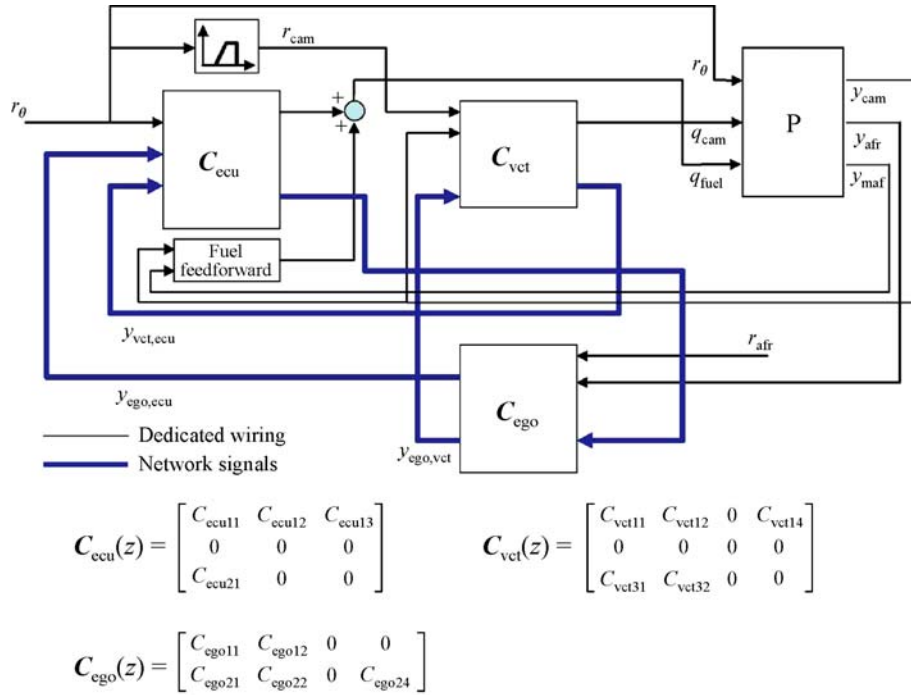 r_cam
r_θ
r_θ
+
+
C_ecu
C_vct
P
q_cam
q_fuel
y_cam
y_afr
y_maf
Fuel
feedforward
y_vct,ecu
y_ego,ecu
r_afr
C_ego
y_ego,vct
Dedicated wiring
Network signals
C_ecu(z) = [ C_ecu11 C_ecu12 C_ecu13
0 0 0
C_ecu21 0 0 ]
C_vct(z) = [ C_vct11 C_vct12 0 C_vct14
0 0 0 0
C_vct31 C_vct32 0 0 ]
C_ego(z) = [ C_ego11 C_ego12 0 0
C_ego21 C_ego22 0 C_ego24 ]